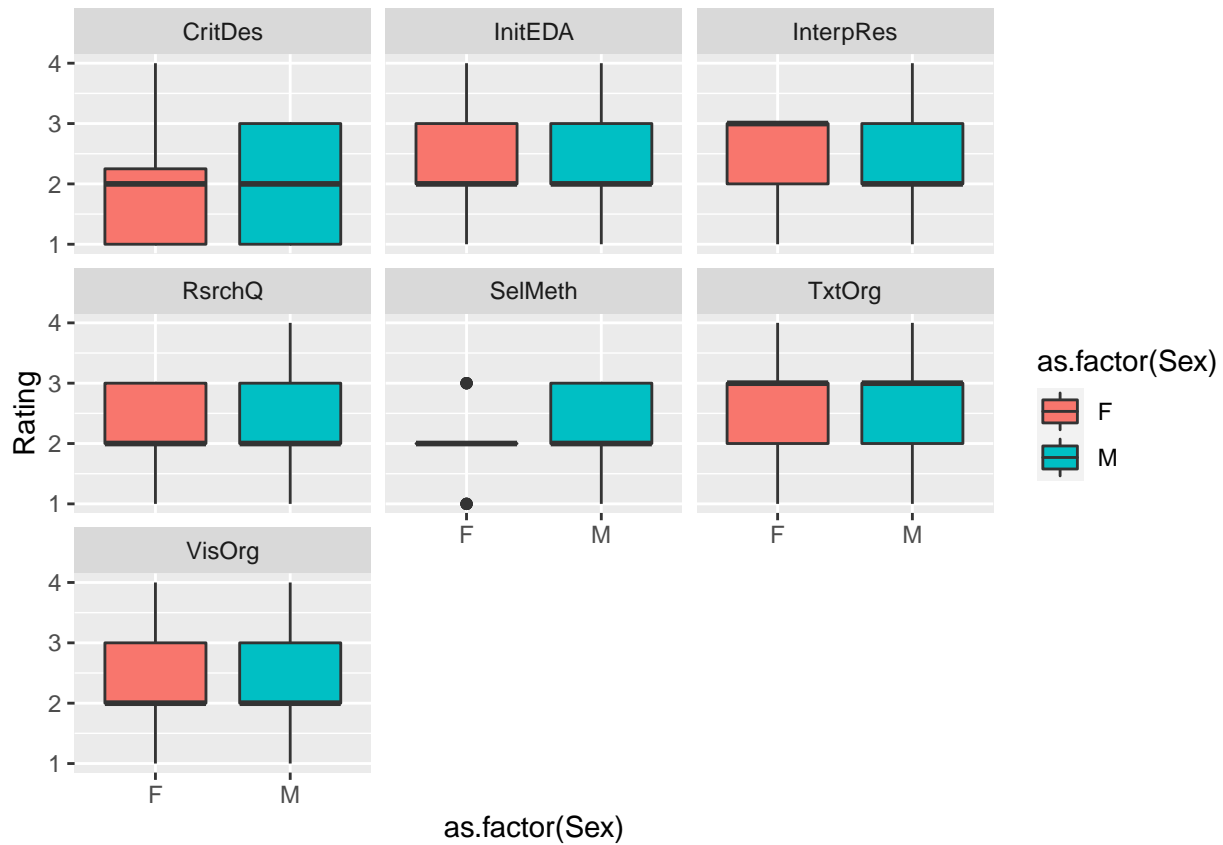 CritDes
InitEDA
InterpRes
4
3
2
1
RsrchQ
SelMeth
TxtOrg
4
3
2
1
F
M
F
M
VisOrg
4
3
2
1
F
M
Rating
as.factor(Sex)
as.factor(Sex)
F
M